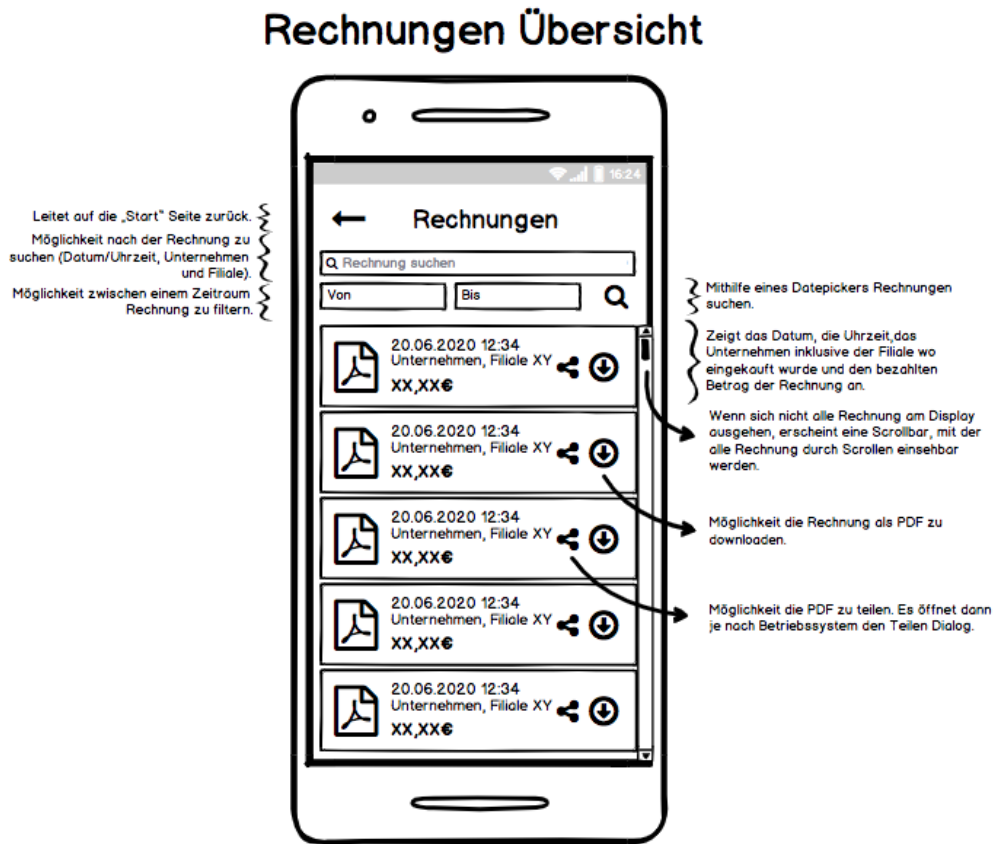 Rechnungen Übersicht
16:24
Rechnungen
Rechnung suchen
Von
Bis
20.06.2020 12:34
Unternehmen, Filiale XY
XX,XX€
20.06.2020 12:34
Unternehmen, Filiale XY
XX,XX€
20.06.2020 12:34
Unternehmen, Filiale XY
XX,XX€
20.06.2020 12:34
Unternehmen, Filiale XY
XX,XX€
20.06.2020 12:34
Unternehmen, Filiale XY
XX,XX€
Leitet auf die „Start" Seite zurück.
Möglichkeit nach der Rechnung zu
suchen (Datum/Uhrzeit, Unternehmen
und Filiale).
Möglichkeit zwischen einem Zeitraum
Rechnung zu filtern.
Mithilfe eines Datepickers Rechnungen
suchen.
Zeigt das Datum, die Uhrzeit,das
Unternehmen inklusive der Filiale wo
eingekauft wurde und den bezahlten
Betrag der Rechnung an.
Wenn sich nicht alle Rechnung am Display
ausgehen, erscheint eine Scrollbar, mit der
alle Rechnung durch Scrollen einsehbar
werden.
Möglichkeit die Rechnung als PDF zu
downloaden.
Möglichkeit die PDF zu teilen. Es öffnet dann
je nach Betriebssystem den Teilen Dialog.